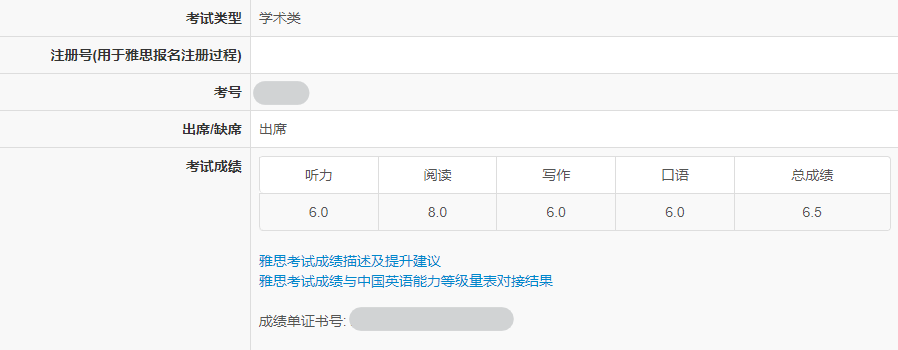 考试类型 学术类
注册号(用于雅思报名注册过程)
考号
出席/缺席 出席
考试成绩
听力 阅读 写作 口语 总成绩
6.0 8.0 6.0 6.0 6.5
雅思考试成绩描述及提升建议
雅思考试成绩与中国英语能力等级量表对接结果
成绩单证书号: